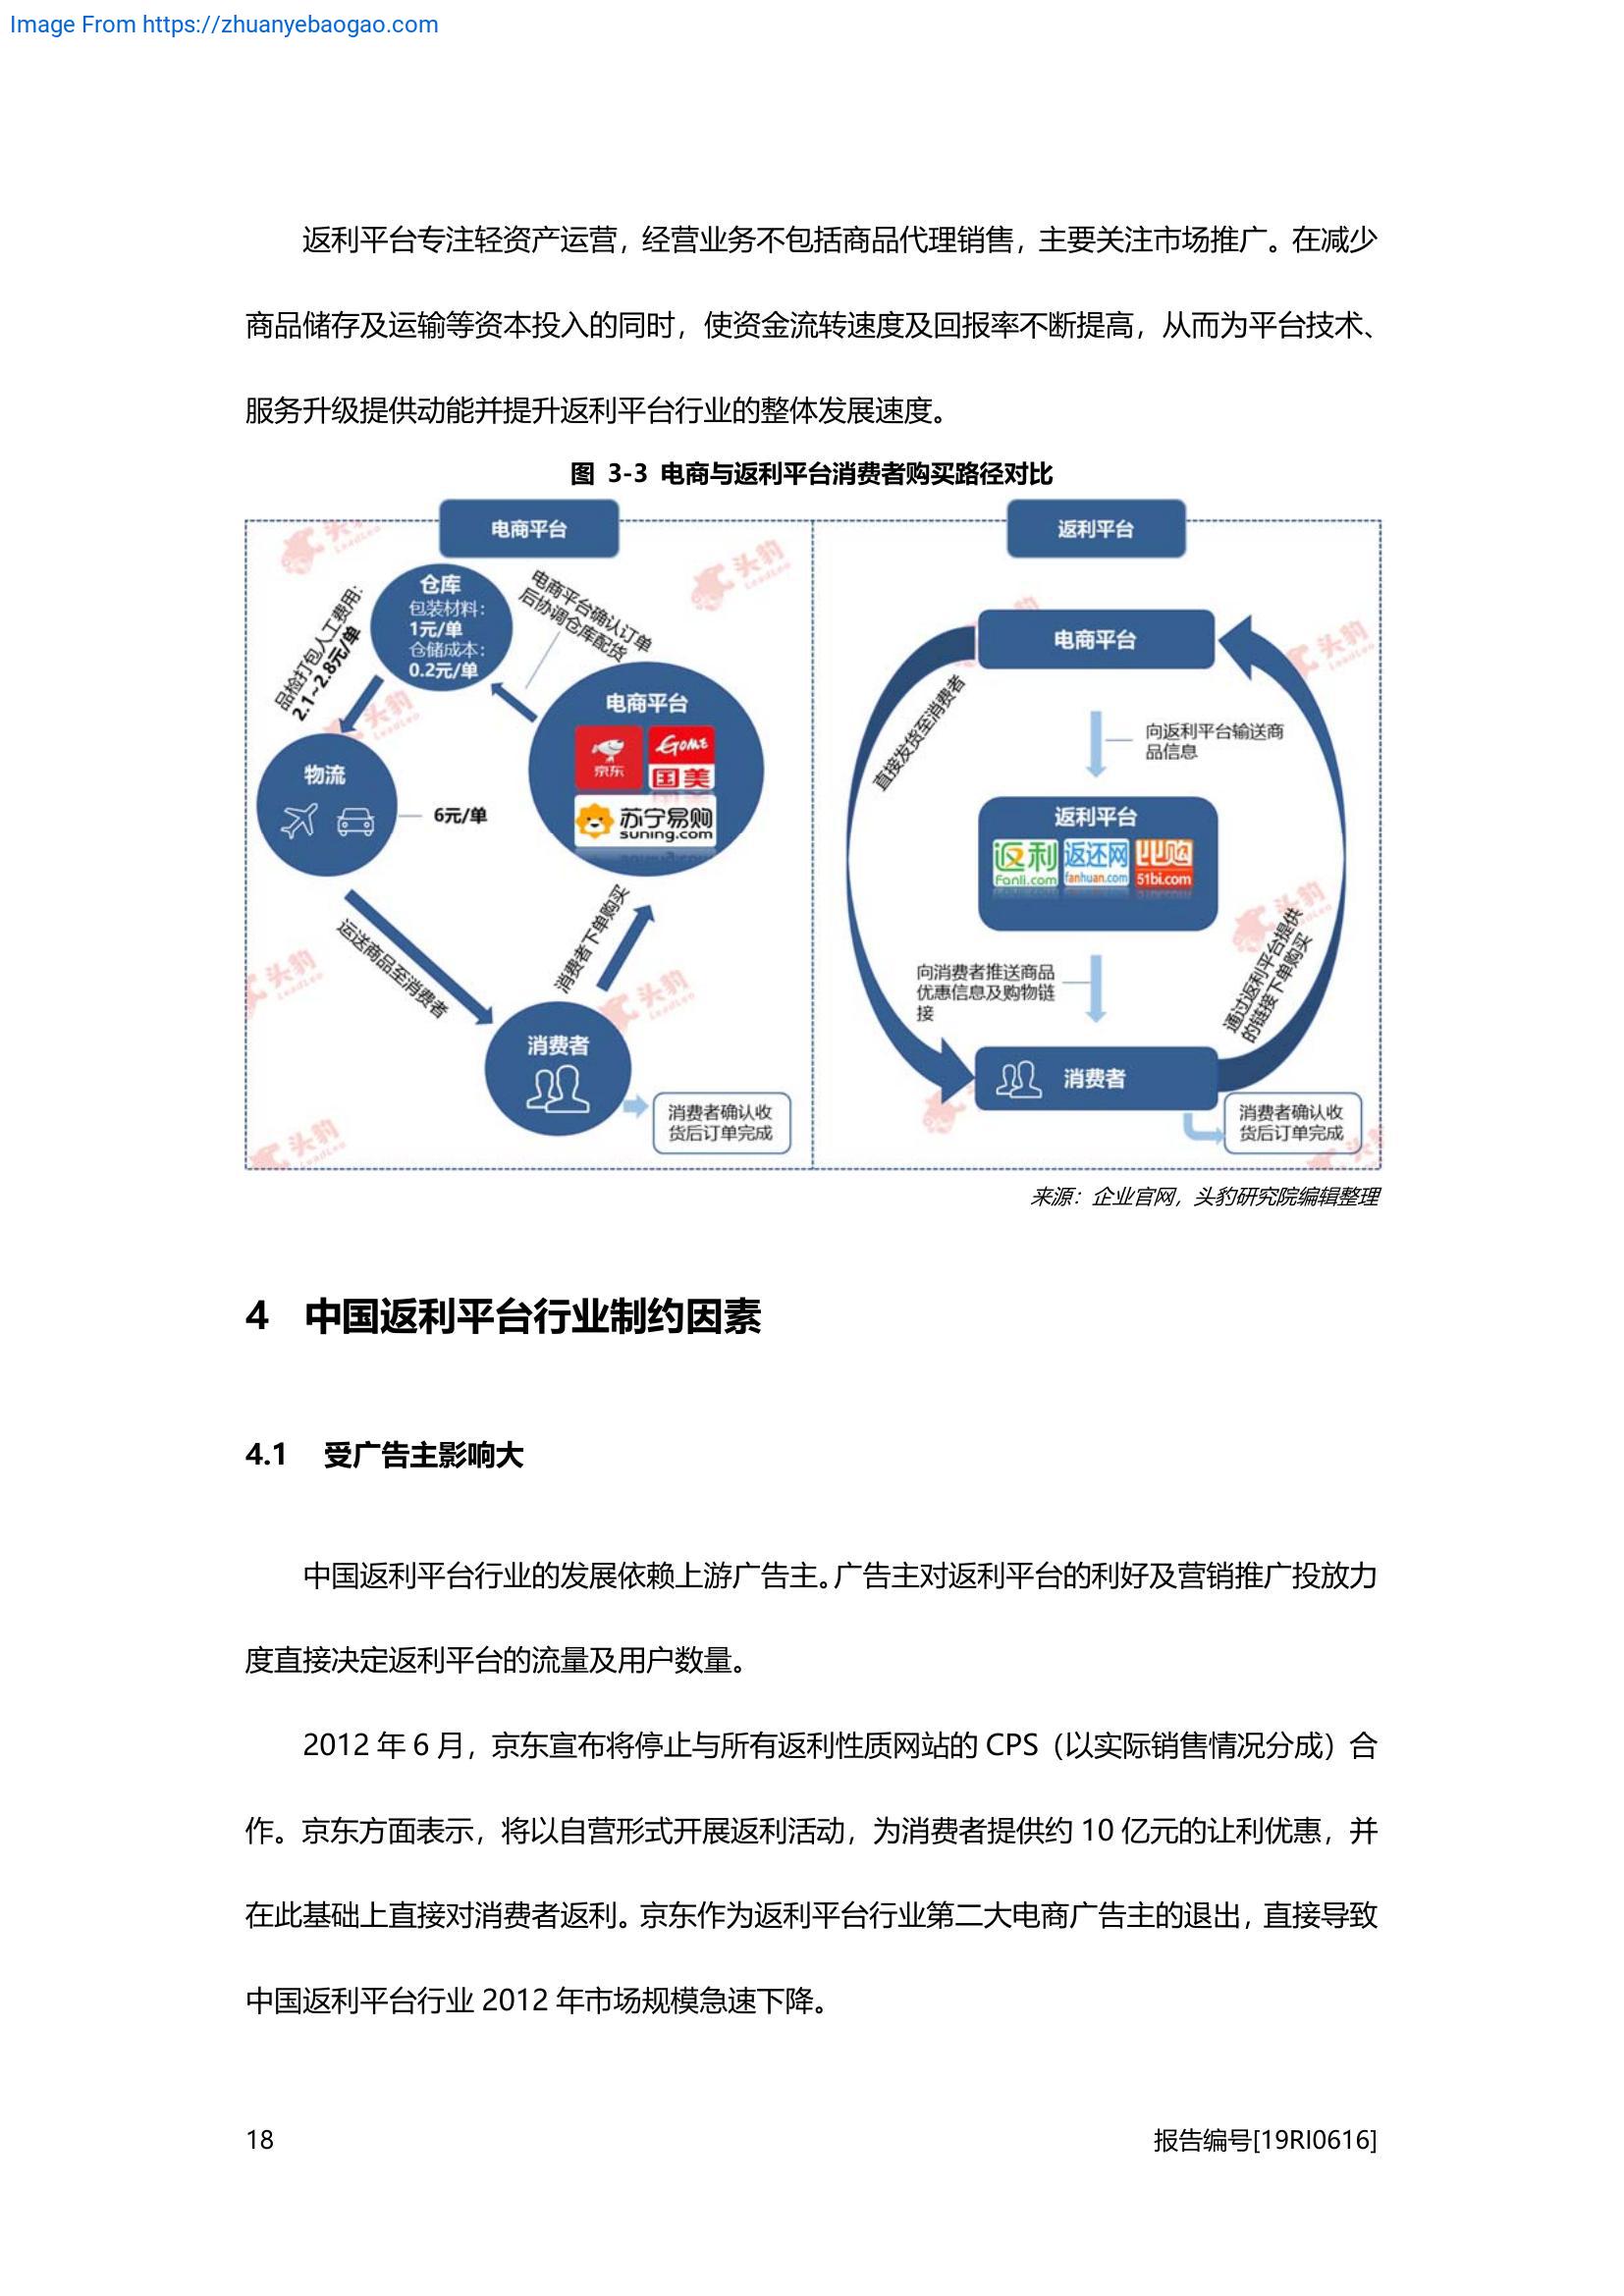 Image From https://zhuanyebaogao.com
返利平台专注轻资产运营，经营业务不包括商品代理销售，主要关注市场推广。在减少
商品储存及运输等资本投入的同时，使资金流转速度及回报率不断提高，从而为平台技术、
服务升级提供动能并提升返利平台行业的整体发展速度。
图 3-3 电商与返利平台消费者购买路径对比
电商平台
仓库
包装材料：
1元/单
仓储成本：
0.2元/单
品检打包人工费用：
2.1~2.8元/单
电商平台确认订单
后协调仓库配货
电商平台
京东
GOME
国美
苏宁易购
suning.com
物流
6元/单
运送商品至消费者
消费者下单购买
消费者
消费者确认收
货后订单完成
返利平台
电商平台
直接发货至消费者
向返利平台输送商
品信息
返利平台
返利
Fanli.com
返还网
fanhuan.com
51bi.com
向消费者推送商品
优惠信息及购物链
接
通过返利平台提供
的链接下单购买
消费者
消费者确认收
货后订单完成
头豹
LeadLeo
来源：企业官网，头豹研究院编辑整理
4 中国返利平台行业制约因素
4.1 受广告主影响大
中国返利平台行业的发展依赖上游广告主。广告主对返利平台的利好及营销推广投放力
度直接决定返利平台的流量及用户数量。
2012 年 6 月，京东宣布将停止与所有返利性质网站的 CPS（以实际销售情况分成）合
作。京东方面表示，将以自营形式开展返利活动，为消费者提供约 10 亿元的让利优惠，并
在此基础上直接对消费者返利。京东作为返利平台行业第二大电商广告主的退出，直接导致
中国返利平台行业 2012 年市场规模急速下降。
18
报告编号[19RI0616]